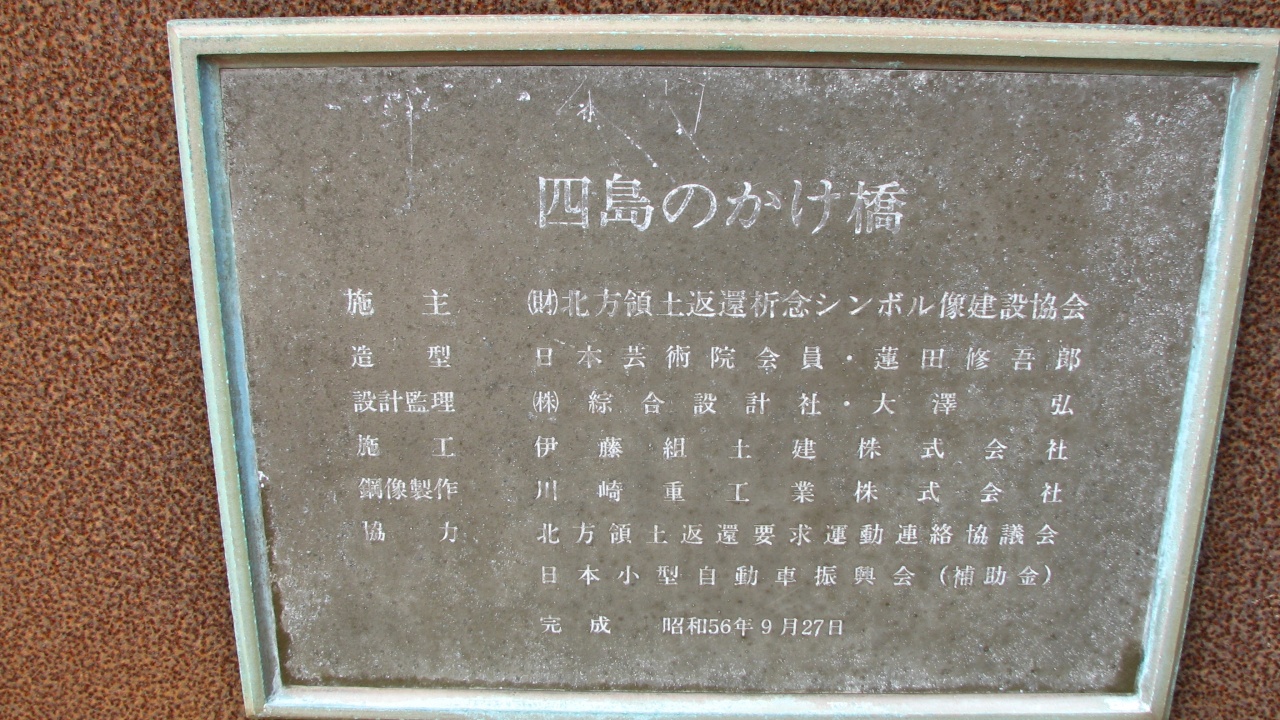 四島のかけ橋
施主 ㈶北方領土返還祈念シンボル像建設協会
造型 日本芸術院会員・蓮田修吾郎
設計監理 ㈱綜合設計社・大澤 弘
施工 伊藤組土建株式会社
鋼像製作 川崎重工業株式会社
協力 北方領土返還要求運動連絡協議会
日本小型自動車振興会(補助金)
完成 昭和56年9月27日